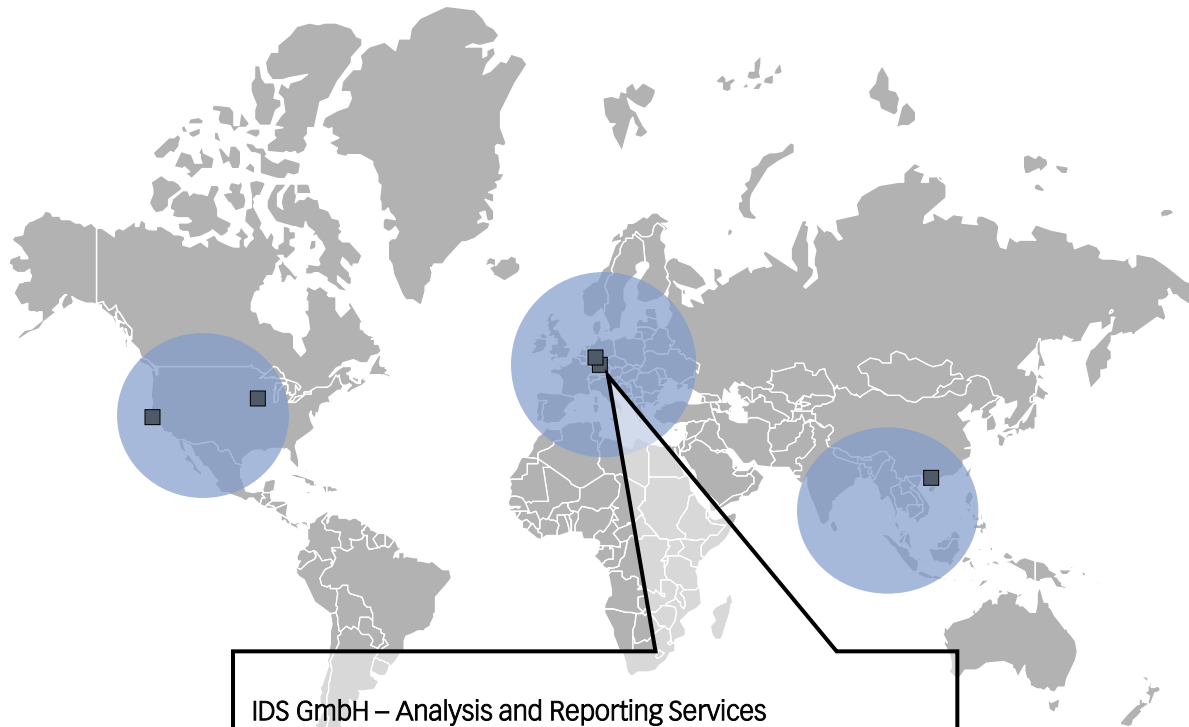 IDS GmbH – Analysis and Reporting Services